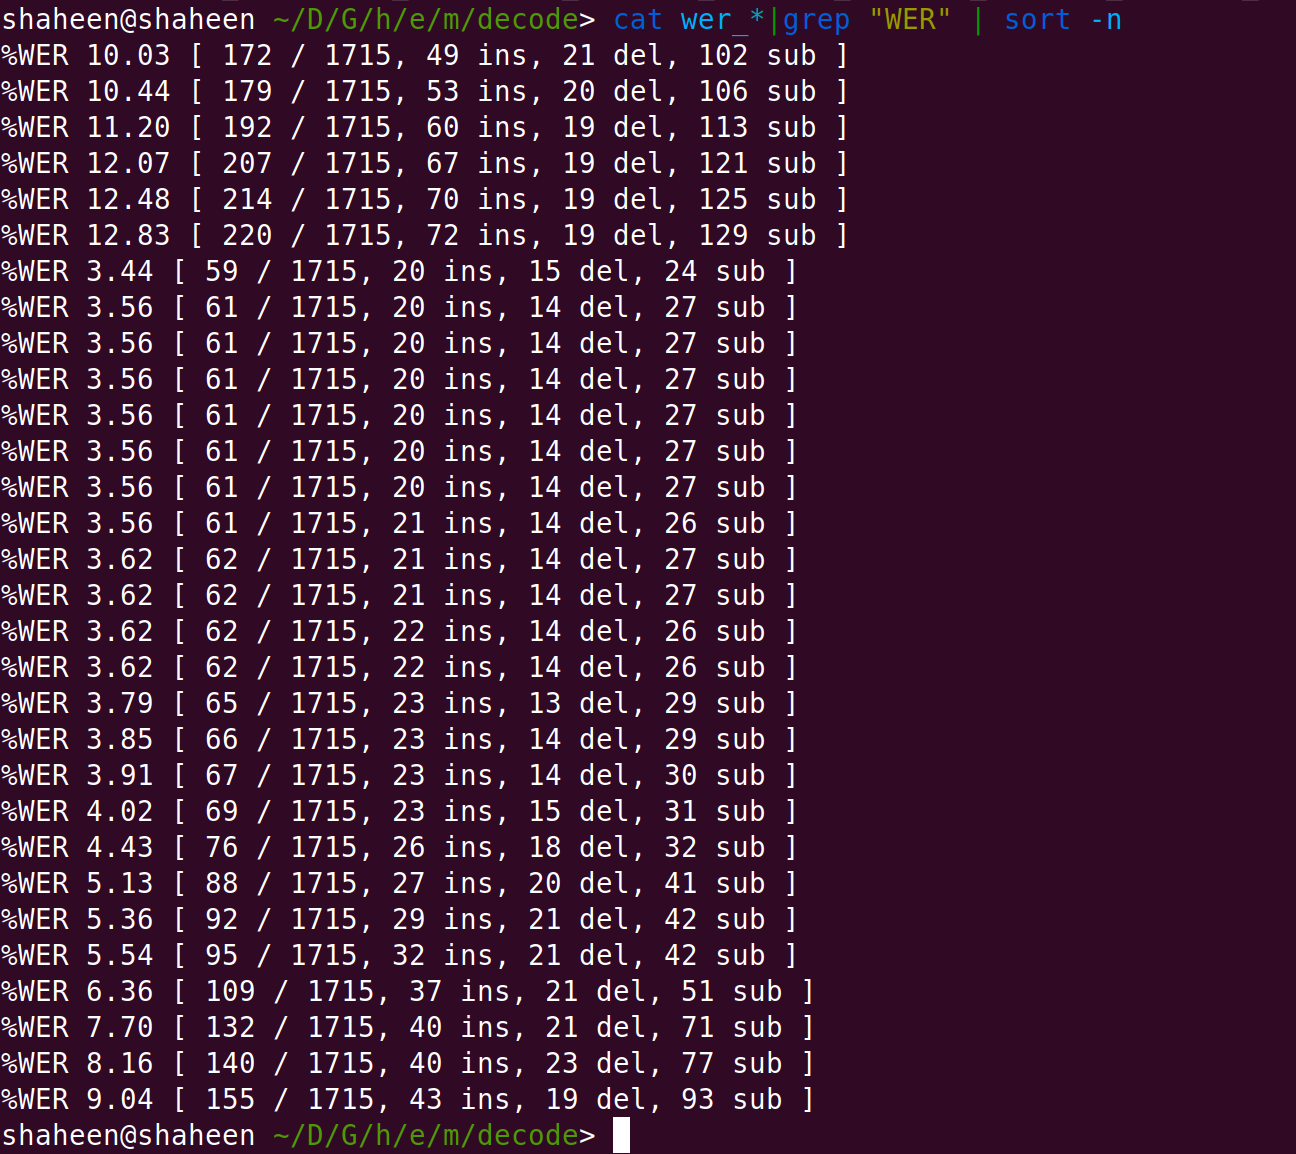 shaheen@shaheen ~/D/G/h/e/m/decode> cat wer_*|grep "WER" | sort -n
%WER 10.03 [ 172 / 1715, 49 ins, 21 del, 102 sub ]
%WER 10.44 [ 179 / 1715, 53 ins, 20 del, 106 sub ]
%WER 11.20 [ 192 / 1715, 60 ins, 19 del, 113 sub ]
%WER 12.07 [ 207 / 1715, 67 ins, 19 del, 121 sub ]
%WER 12.48 [ 214 / 1715, 70 ins, 19 del, 125 sub ]
%WER 12.83 [ 220 / 1715, 72 ins, 19 del, 129 sub ]
%WER 3.44 [ 59 / 1715, 20 ins, 15 del, 24 sub ]
%WER 3.56 [ 61 / 1715, 20 ins, 14 del, 27 sub ]
%WER 3.56 [ 61 / 1715, 20 ins, 14 del, 27 sub ]
%WER 3.56 [ 61 / 1715, 20 ins, 14 del, 27 sub ]
%WER 3.56 [ 61 / 1715, 20 ins, 14 del, 27 sub ]
%WER 3.56 [ 61 / 1715, 20 ins, 14 del, 27 sub ]
%WER 3.56 [ 61 / 1715, 20 ins, 14 del, 27 sub ]
%WER 3.56 [ 61 / 1715, 21 ins, 14 del, 26 sub ]
%WER 3.62 [ 62 / 1715, 21 ins, 14 del, 27 sub ]
%WER 3.62 [ 62 / 1715, 21 ins, 14 del, 27 sub ]
%WER 3.62 [ 62 / 1715, 22 ins, 14 del, 26 sub ]
%WER 3.62 [ 62 / 1715, 22 ins, 14 del, 26 sub ]
%WER 3.79 [ 65 / 1715, 23 ins, 13 del, 29 sub ]
%WER 3.85 [ 66 / 1715, 23 ins, 14 del, 29 sub ]
%WER 3.91 [ 67 / 1715, 23 ins, 14 del, 30 sub ]
%WER 4.02 [ 69 / 1715, 23 ins, 15 del, 31 sub ]
%WER 4.43 [ 76 / 1715, 26 ins, 18 del, 32 sub ]
%WER 5.13 [ 88 / 1715, 27 ins, 20 del, 41 sub ]
%WER 5.36 [ 92 / 1715, 29 ins, 21 del, 42 sub ]
%WER 5.54 [ 95 / 1715, 32 ins, 21 del, 42 sub ]
%WER 6.36 [ 109 / 1715, 37 ins, 21 del, 51 sub ]
%WER 7.70 [ 132 / 1715, 40 ins, 21 del, 71 sub ]
%WER 8.16 [ 140 / 1715, 40 ins, 23 del, 77 sub ]
%WER 9.04 [ 155 / 1715, 43 ins, 19 del, 93 sub ]
shaheen@shaheen ~/D/G/h/e/m/decode>